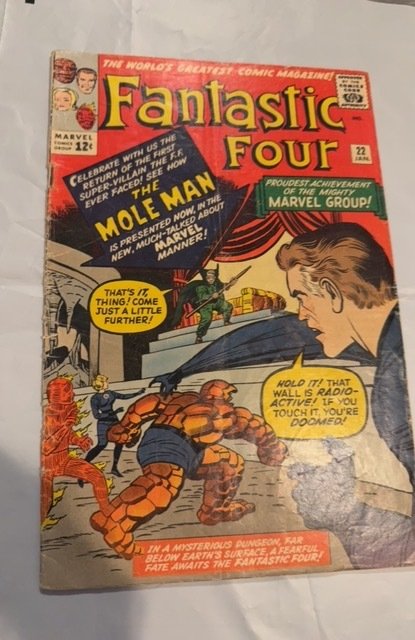 THE WORLD'S GREATEST COMIC MAGAZINE!
Fantastic
FOUR
APPROVED
BY THE
COMICS
CODE
AUTHORITY
MARVEL
COMICS
GROUP
12¢
IND.
22
JAN.
CELEBRATE WITH US THE
RETURN OF THE FIRST
SUPER-VILLAIN THE F.F.
EVER FACED! SEE HOW
THE
MOLE MAN
IS PRESENTED NOW, IN THE
NEW, MUCH-TALKED ABOUT
MARVEL
MANNER!
PROUDEST ACHIEVEMENT
OF THE MIGHTY
MARVEL GROUP!
THAT'S IT,
THING! COME
JUST A LITTLE
FURTHER!
HOLD IT! THAT
WALL IS RADIO-
ACTIVE! IF YOU
TOUCH IT, YOU'RE
DOOMED!
IN A MYSTERIOUS DUNGEON, FAR
BELOW EARTH'S SURFACE, A FEARFUL
FATE AWAITS THE FANTASTIC FOUR!